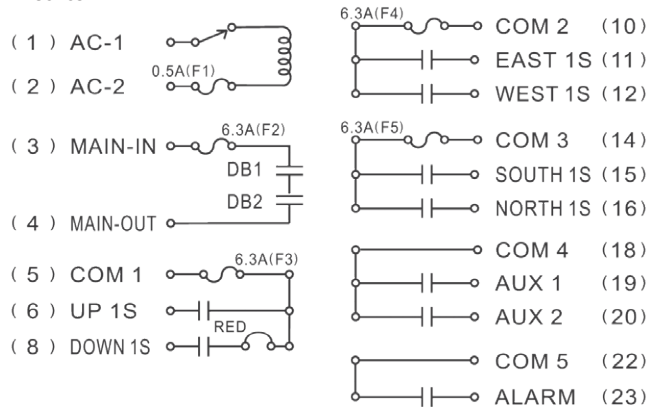 ( 1 ) AC-1
0.5A(F1)
( 2 ) AC-2
6.3A(F2)
( 3 ) MAIN-IN
DB1
DB2
( 4 ) MAIN-OUT
6.3A(F3)
( 5 ) COM 1
( 6 ) UP 1S
RED
( 8 ) DOWN 1S
6.3A(F4)
COM 2 (10)
EAST 1S (11)
WEST 1S (12)
6.3A(F5)
COM 3 (14)
SOUTH 1S (15)
NORTH 1S (16)
COM 4 (18)
AUX 1 (19)
AUX 2 (20)
COM 5 (22)
ALARM (23)